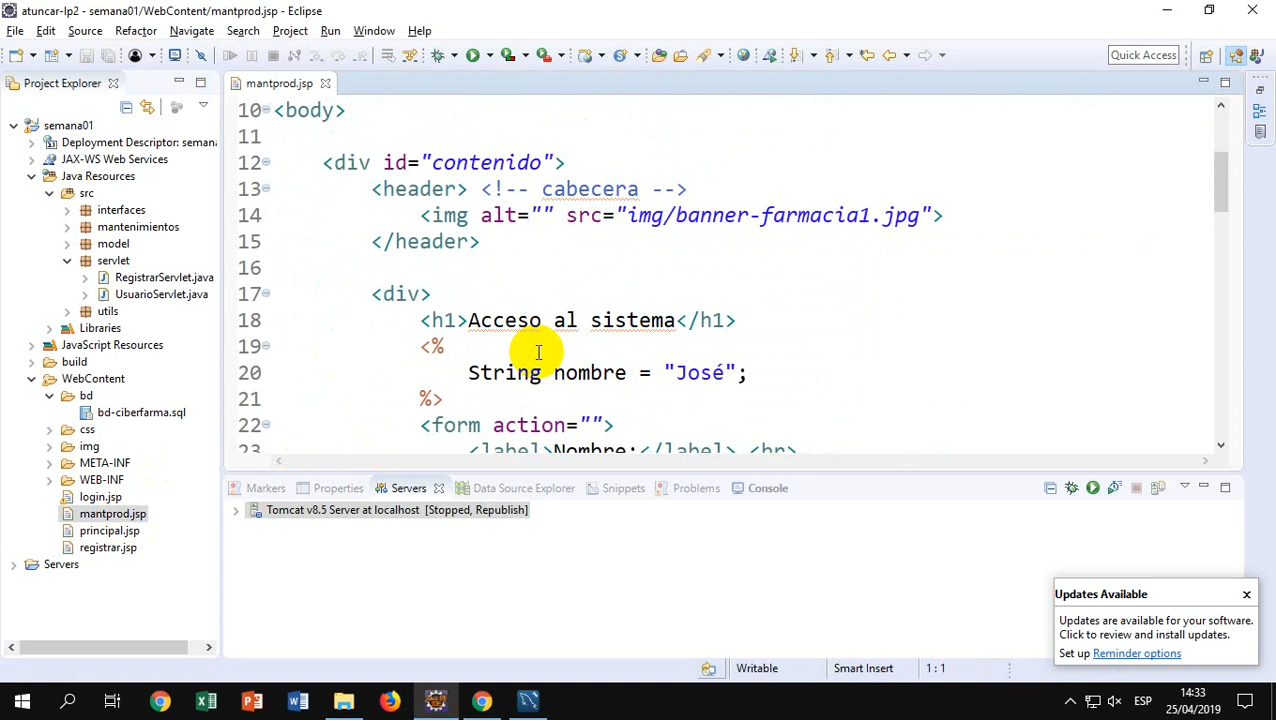 atuncar-lp2 - semana01/WebContent/mantprod.jsp - Eclipse
File Edit Source Refactor Navigate Search Project Run Window Help
Quick Access
Project Explorer
mantprod.jsp
semana01
Deployment Descriptor: seman
JAX-WS Web Services
Java Resources
src
interfaces
mantenimientos
model
servlet
RegistrarServlet.java
UsuarioServlet.java
utils
Libraries
JavaScript Resources
build
WebContent
bd
bd-ciberfarma.sql
css
img
META-INF
WEB-INF
login.jsp
mantprod.jsp
principal.jsp
registrar.jsp
Servers
10 <body>
11
12 <div id="contenido">
13 <header> <!-- cabecera -->
14 <img alt="" src="img/banner-farmacia1.jpg">
15 </header>
16
17 <div>
18 <h1>Acceso al sistema</h1>
19 <%
20 String nombre = "José";
21 %>
22 <form action="">
23 <label>Nombre:</label> <br>
Markers Properties Servers Data Source Explorer Snippets Problems Console
Tomcat v8.5 Server at localhost [Stopped, Republish]
Updates Available
Updates are available for your software.
Click to review and install updates.
Set up Reminder options
Writable Smart Insert 1 : 1
ESP
14:33
25/04/2019